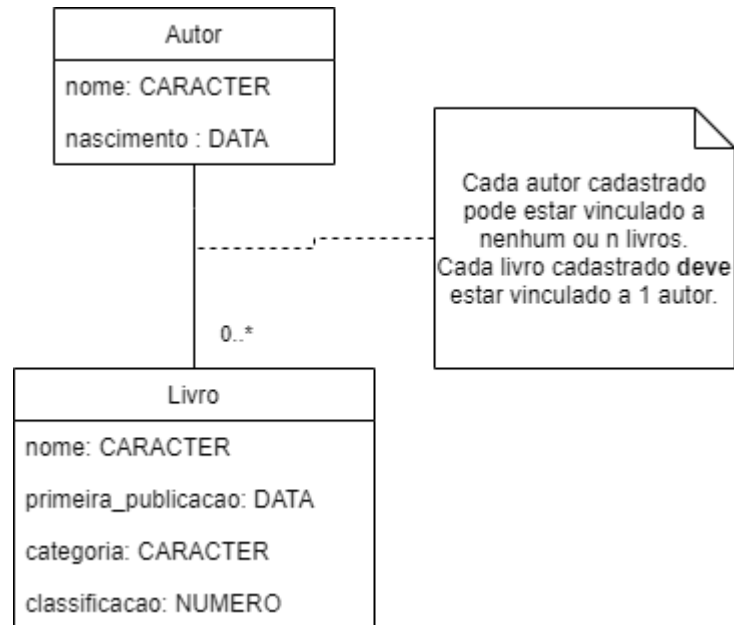 Autor
nome: CARACTER
nascimento : DATA
Cada autor cadastrado
pode estar vinculado a
nenhum ou n livros.
Cada livro cadastrado deve
estar vinculado a 1 autor.
0..*
Livro
nome: CARACTER
primeira_publicacao: DATA
categoria: CARACTER
classificacao: NUMERO